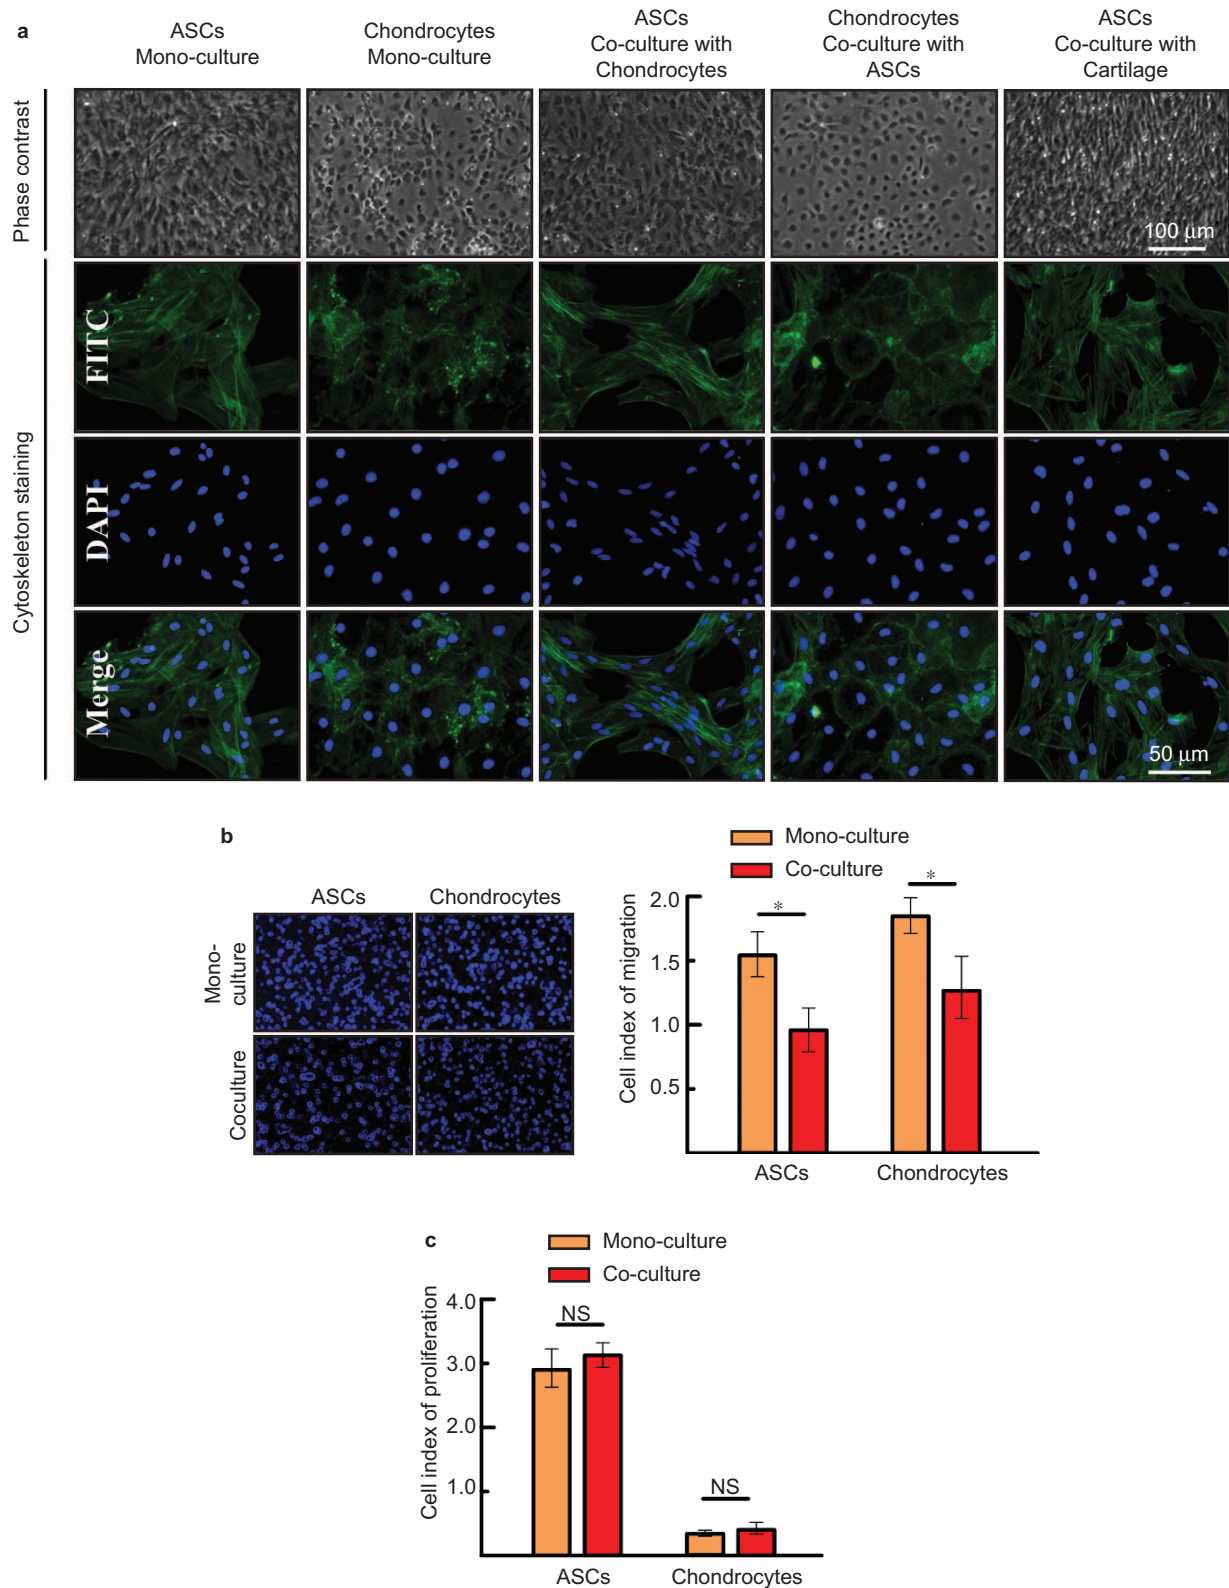 a
ASCs
Mono-culture
Chondrocytes
Mono-culture
ASCs
Co-culture with
Chondrocytes
Chondrocytes
Co-culture with
ASCs
ASCs
Co-culture with
Cartilage
Phase contrast
100 μm
Cytoskeleton staining
FITC
DAPI
Merge
50 μm
b
ASCs
Chondrocytes
Mono-
culture
Coculture
Mono-culture
Co-culture
Cell index of migration
2.0
1.5
1.0
0.5
*
*
ASCs
Chondrocytes
c
Mono-culture
Co-culture
Cell index of proliferation
4.0
3.0
2.0
1.0
NS
NS
ASCs
Chondrocytes